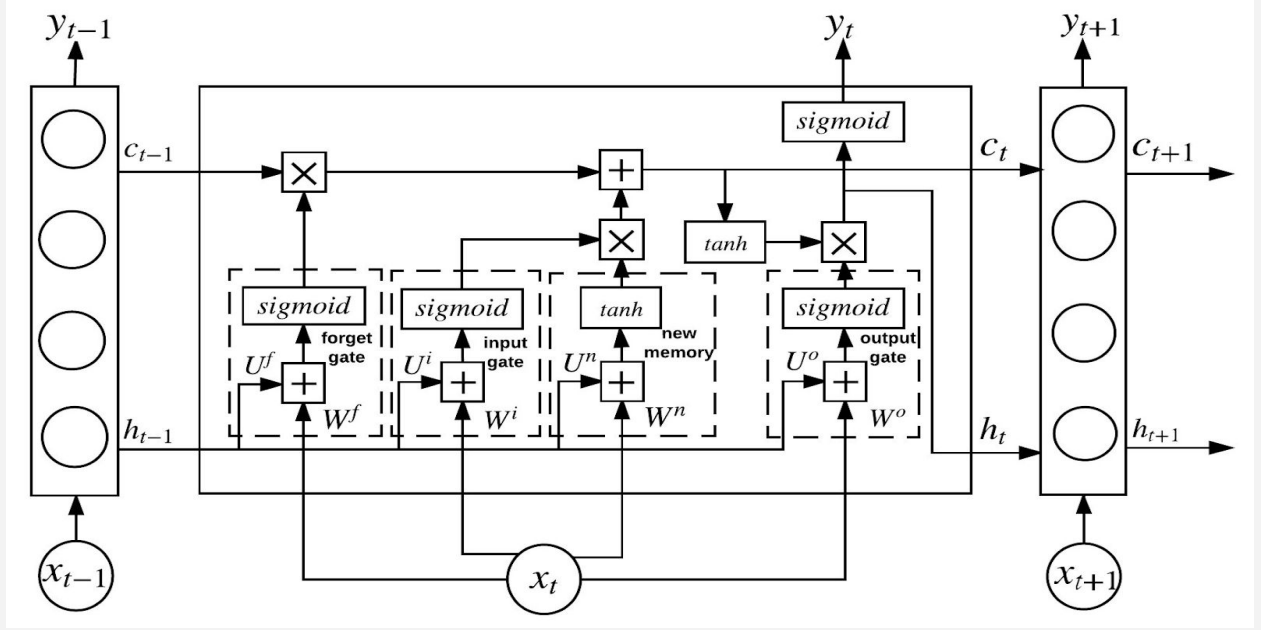 y_{t−1}
y_t
y_{t+1}
sigmoid
c_{t−1}
×
+
c_t
c_{t+1}
×
tanh
×
sigmoid
sigmoid
tanh
sigmoid
forget
gate
input
gate
new
memory
output
gate
U^f
+
U^i
+
U^n
+
U^o
+
W^f
W^i
W^n
W^o
h_{t−1}
h_t
h_{t+1}
x_{t−1}
x_t
x_{t+1}